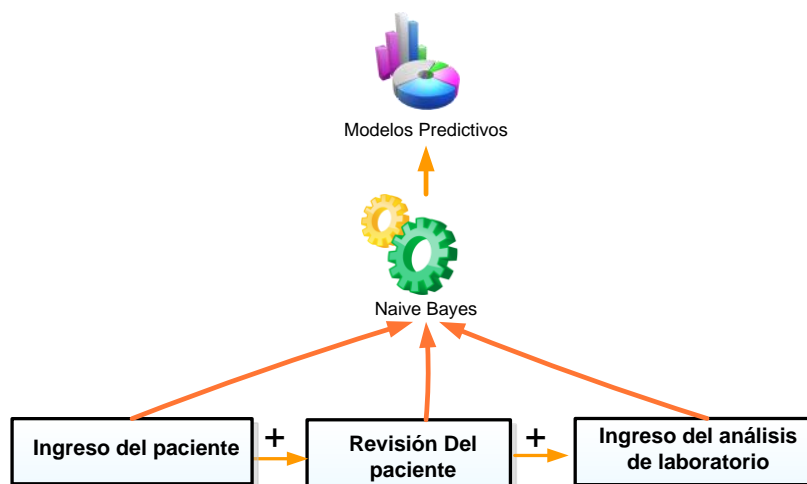 Modelos Predictivos
Naive Bayes
Ingreso del paciente
+
Revisión Del
paciente
+
Ingreso del análisis
de laboratorio